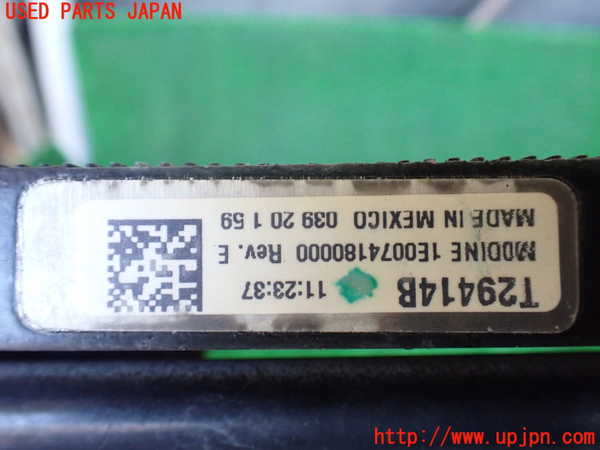 USED PARTS JAPAN
T29414B 11:23:37
MODINE 1E0074180000 Rev. E
MADE IN MEXICO 039 20 1 59
http://www.upjpn.com/